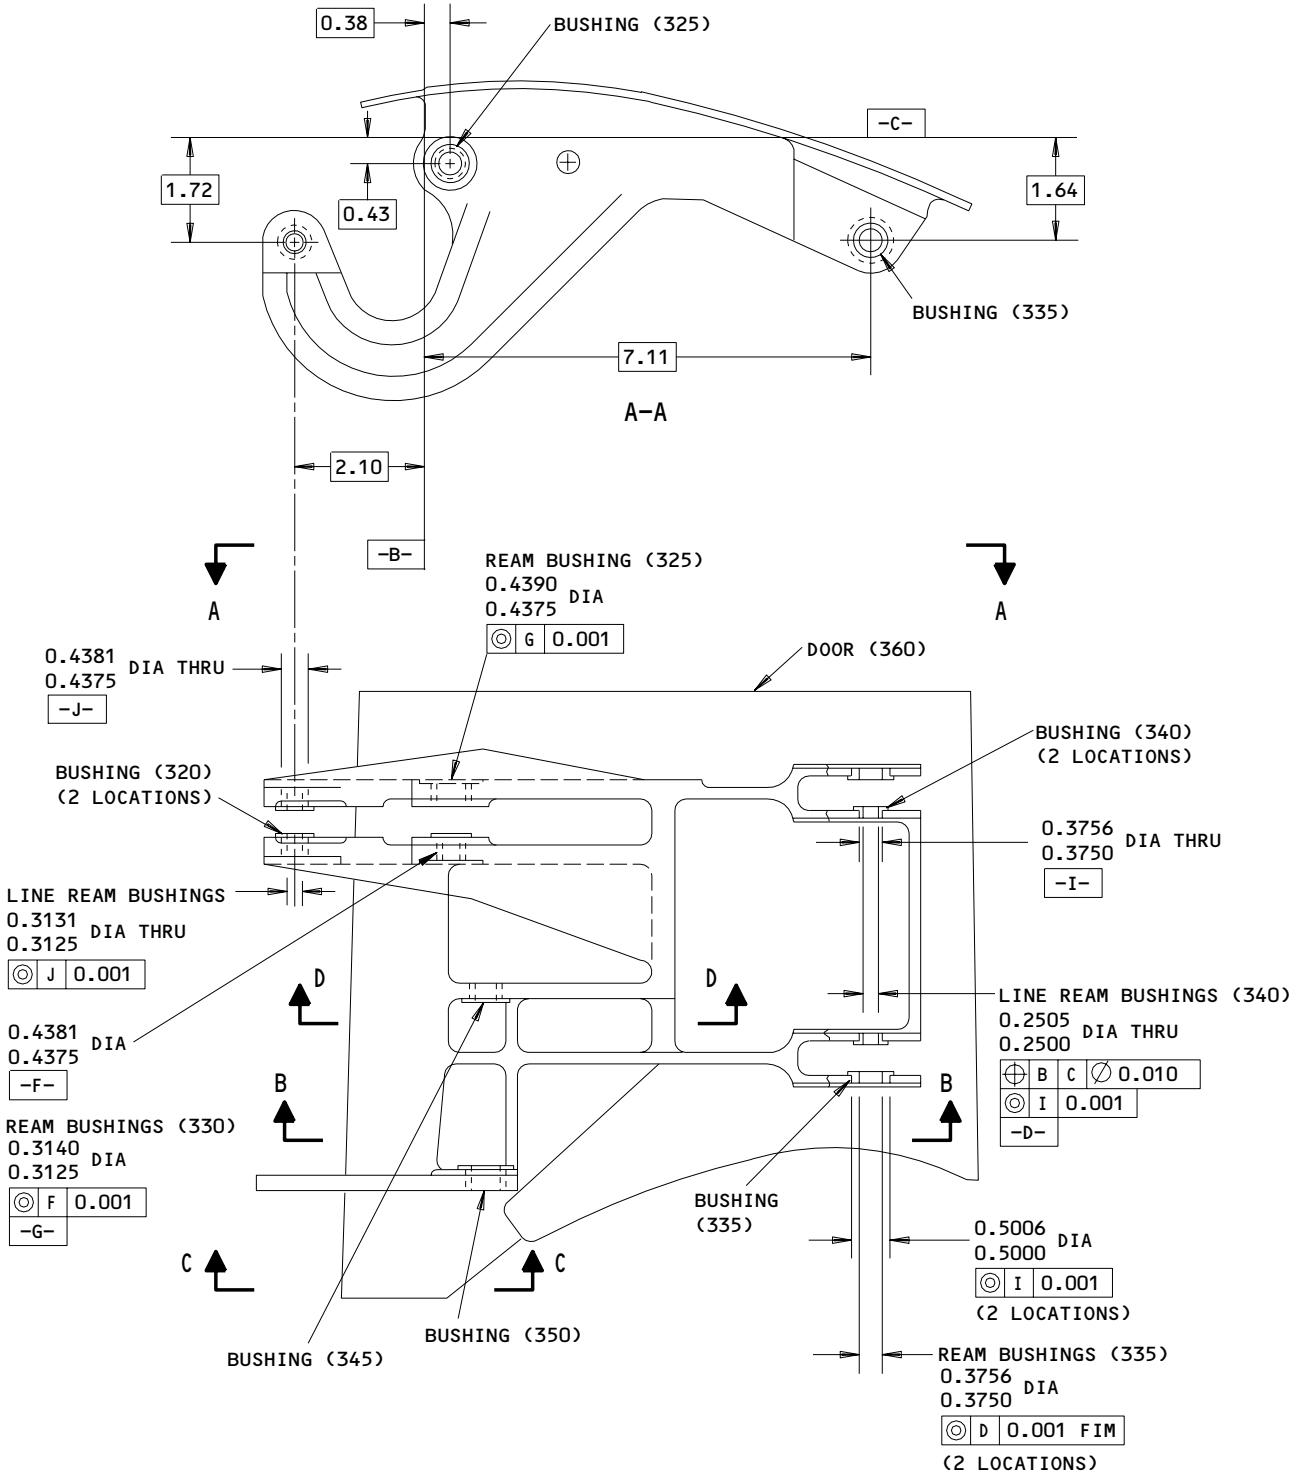 0.38
BUSHING (325)
-C-
1.72
0.43
1.64
BUSHING (335)
7.11
A-A
2.10
-B-
A
A
REAM BUSHING (325)
0.4390
0.4375 DIA
◎ G 0.001
0.4381
0.4375 DIA THRU
-J-
DOOR (360)
BUSHING (320)
(2 LOCATIONS)
BUSHING (340)
(2 LOCATIONS)
0.3756
0.3750 DIA THRU
-I-
LINE REAM BUSHINGS
0.3131
0.3125 DIA THRU
◎ J 0.001
D
D
LINE REAM BUSHINGS (340)
0.2505
0.2500 DIA THRU
⌖ B C ∅ 0.010
◎ I 0.001
-D-
0.4381
0.4375 DIA
-F-
B
B
REAM BUSHINGS (330)
0.3140
0.3125 DIA
◎ F 0.001
-G-
BUSHING
(335)
0.5006
0.5000 DIA
◎ I 0.001
(2 LOCATIONS)
C
C
BUSHING (350)
BUSHING (345)
REAM BUSHINGS (335)
0.3756
0.3750 DIA
◎ D 0.001 FIM
(2 LOCATIONS)